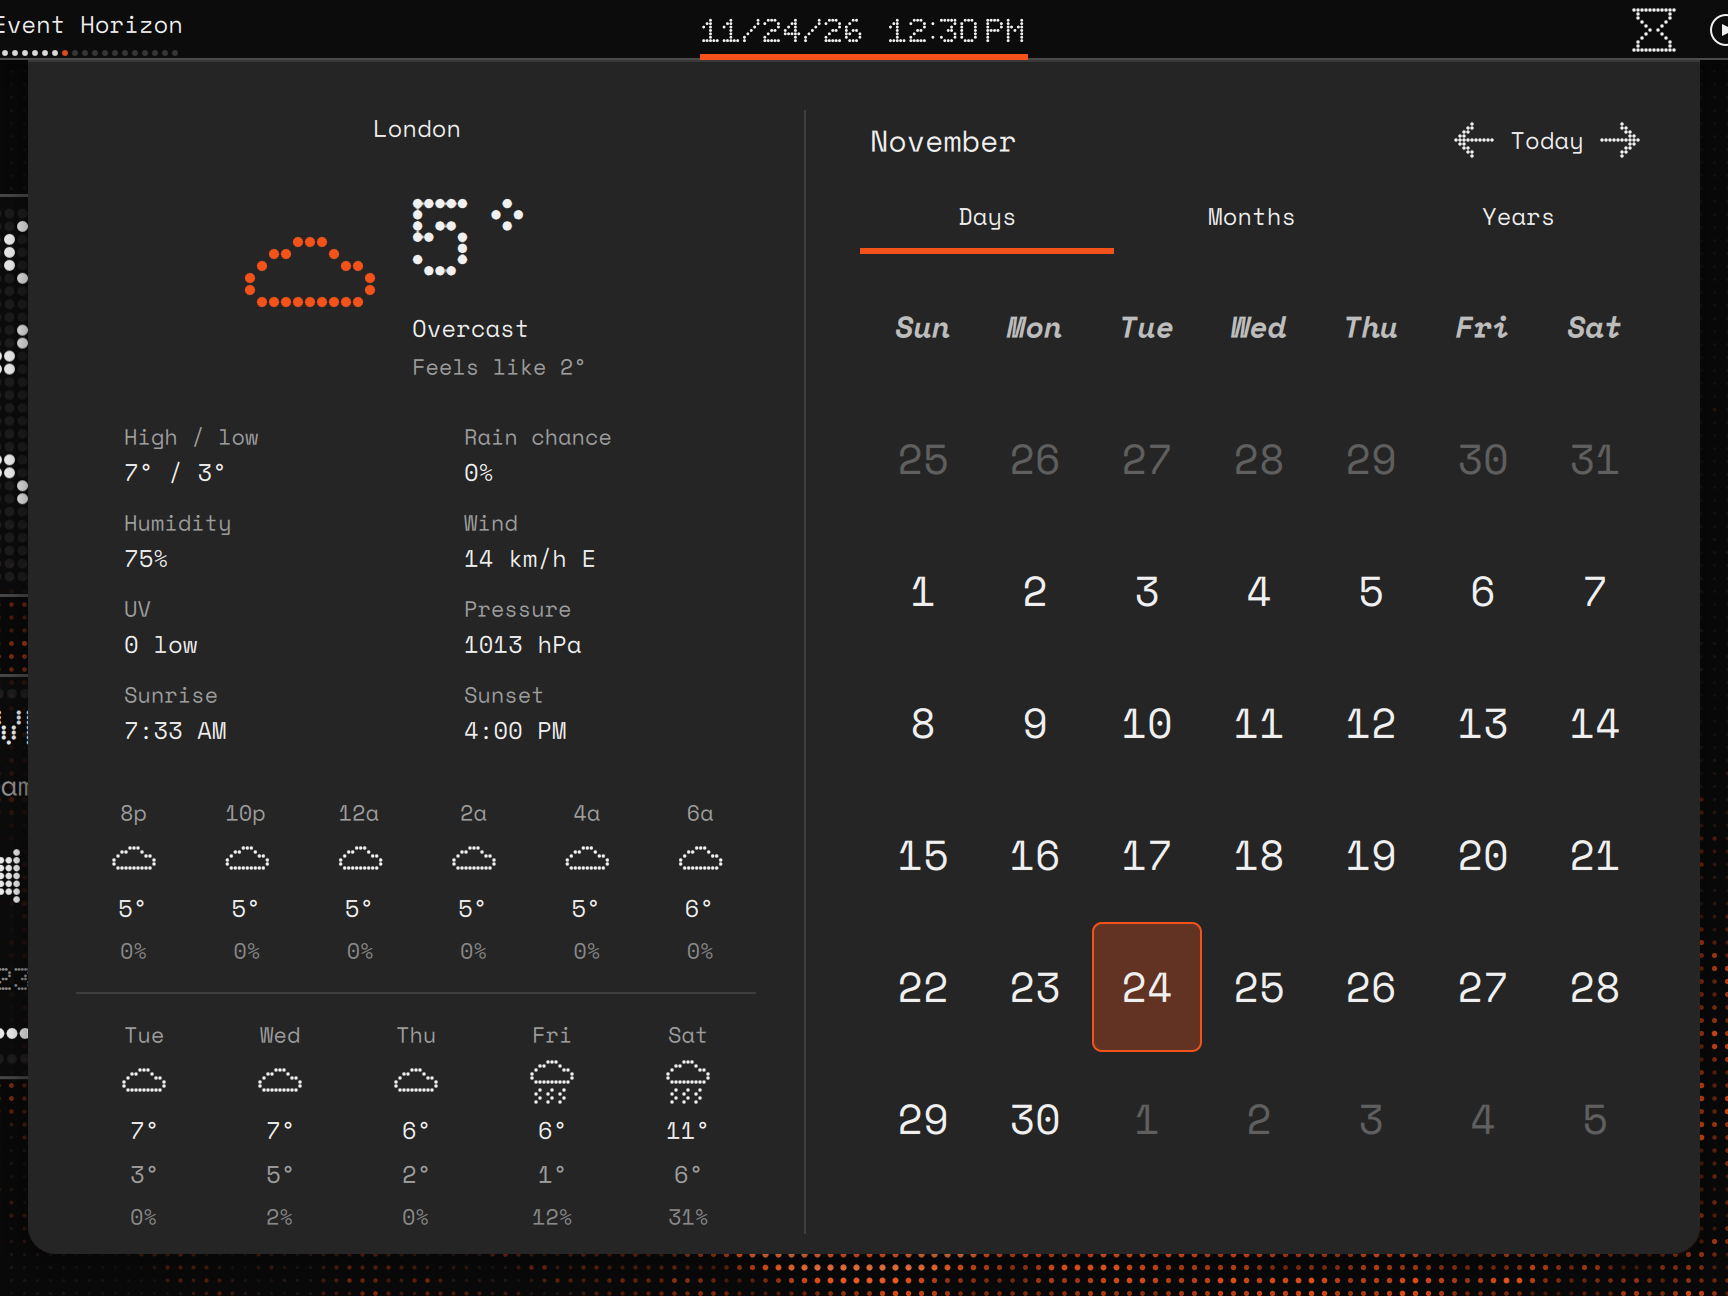 Event Horizon
11/24/26 12:30PM
London
5°
Overcast
Feels like 2°
High / low
7° / 3°
Rain chance
0%
Humidity
75%
Wind
14 km/h E
UV
0 low
Pressure
1013 hPa
Sunrise
7:33 AM
Sunset
4:00 PM
8p 10p 12a 2a 4a 6a
5° 5° 5° 5° 5° 6°
0% 0% 0% 0% 0% 0%
Tue Wed Thu Fri Sat
7° 7° 6° 6° 11°
3° 5° 2° 1° 6°
0% 2% 0% 12% 31%
November
Today
Days Months Years
Sun Mon Tue Wed Thu Fri Sat
25 26 27 28 29 30 31
1 2 3 4 5 6 7
8 9 10 11 12 13 14
15 16 17 18 19 20 21
22 23 24 25 26 27 28
29 30 1 2 3 4 5